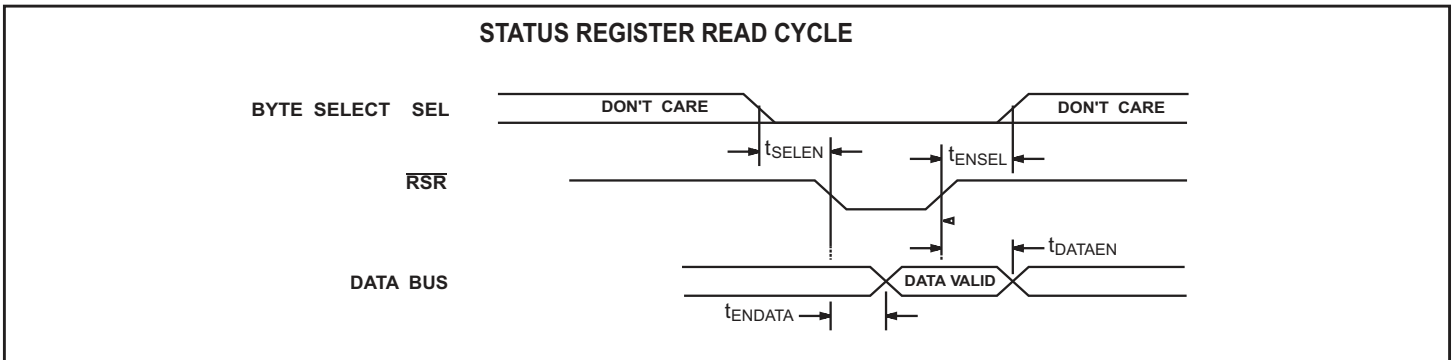 STATUS REGISTER READ CYCLE
BYTE SELECT SEL DON'T CARE DON'T CARE
tSELEN tENSEL
RSR
tDATAEN
DATA BUS DATA VALID
tENDATA